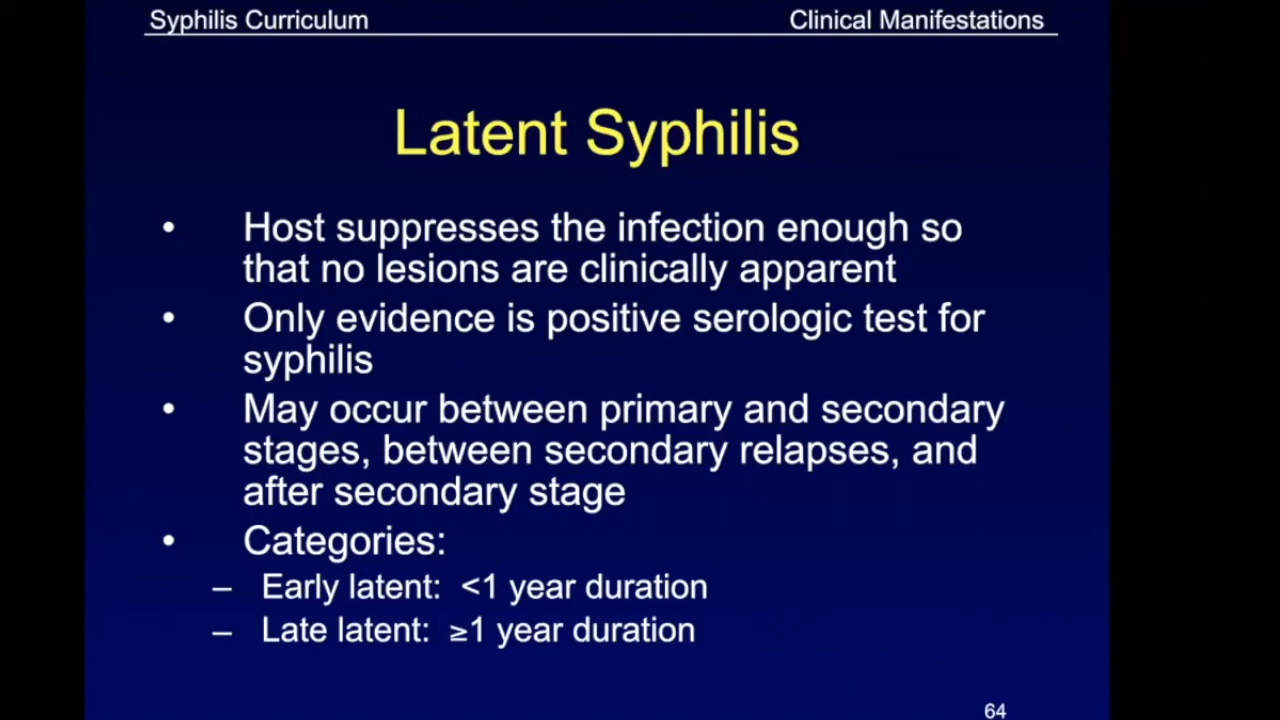 Syphilis Curriculum
Clinical Manifestations
Latent Syphilis
• Host suppresses the infection enough so
that no lesions are clinically apparent
• Only evidence is positive serologic test for
syphilis
• May occur between primary and secondary
stages, between secondary relapses, and
after secondary stage
• Categories:
– Early latent: <1 year duration
– Late latent: ≥1 year duration
64